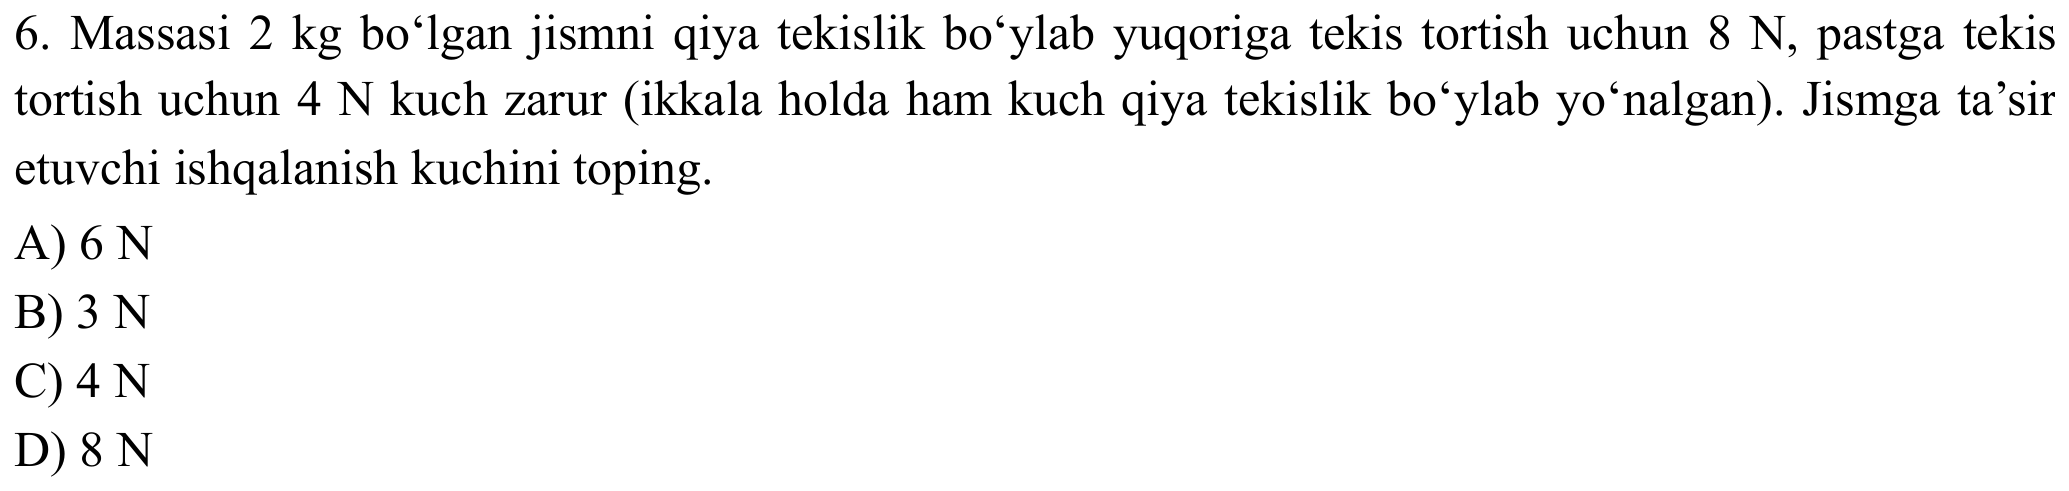 6. Massasi 2 kg bo‘lgan jismni qiya tekislik bo‘ylab yuqoriga tekis tortish uchun 8 N, pastga tekis
tortish uchun 4 N kuch zarur (ikkala holda ham kuch qiya tekislik bo‘ylab yo‘nalgan). Jismga ta’sir
etuvchi ishqalanish kuchini toping.
A) 6 N
B) 3 N
C) 4 N
D) 8 N